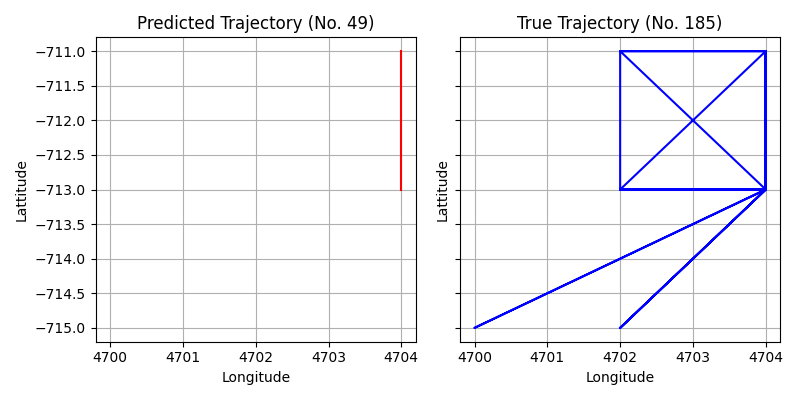 Predicted Trajectory (No. 49)
Lattitude
−711.0
−711.5
−712.0
−712.5
−713.0
−713.5
−714.0
−714.5
−715.0
4700 4701 4702 4703 4704
Longitude
True Trajectory (No. 185)
Lattitude
4700 4701 4702 4703 4704
Longitude